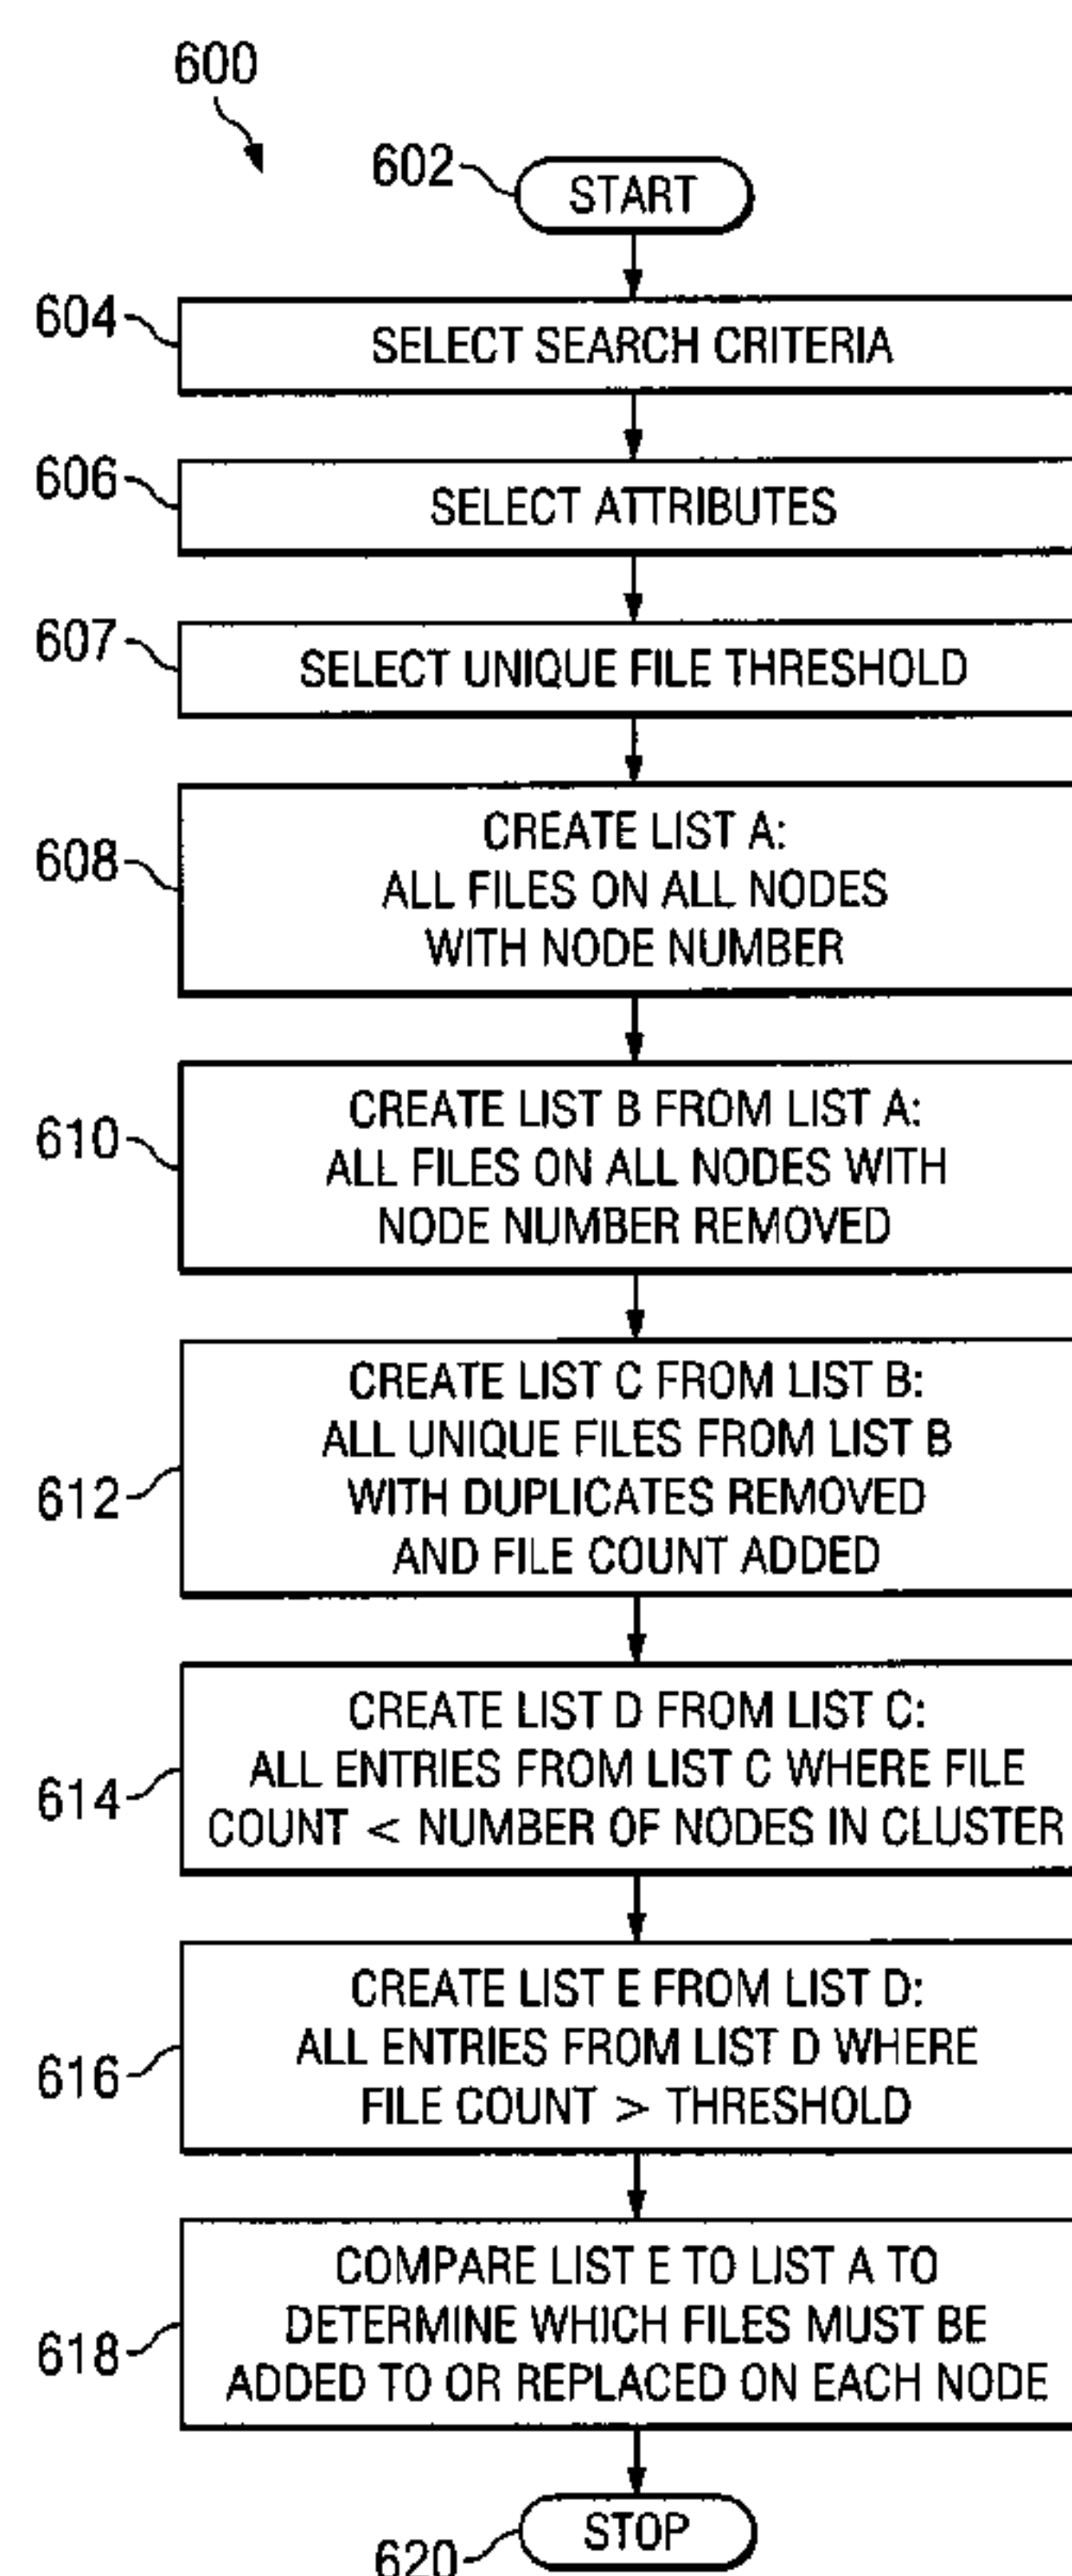 600
602
START
604
SELECT SEARCH CRITERIA
606
SELECT ATTRIBUTES
607
SELECT UNIQUE FILE THRESHOLD
608
CREATE LIST A:
ALL FILES ON ALL NODES
WITH NODE NUMBER
610
CREATE LIST B FROM LIST A:
ALL FILES ON ALL NODES WITH
NODE NUMBER REMOVED
612
CREATE LIST C FROM LIST B:
ALL UNIQUE FILES FROM LIST B
WITH DUPLICATES REMOVED
AND FILE COUNT ADDED
614
CREATE LIST D FROM LIST C:
ALL ENTRIES FROM LIST C WHERE FILE
COUNT < NUMBER OF NODES IN CLUSTER
616
CREATE LIST E FROM LIST D:
ALL ENTRIES FROM LIST D WHERE
FILE COUNT > THRESHOLD
618
COMPARE LIST E TO LIST A TO
DETERMINE WHICH FILES MUST BE
ADDED TO OR REPLACED ON EACH NODE
620
STOP